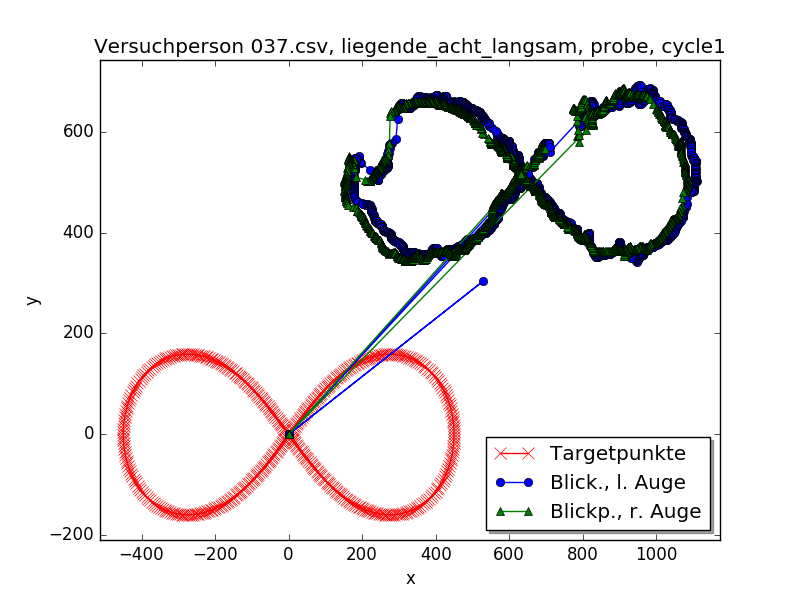 Versuchperson 037.csv, liegende_acht_langsam, probe, cycle1
y
600
400
200
0
−200
−400
−200
0
200
400
600
800
1000
x
Targetpunkte
Blick., l. Auge
Blickp., r. Auge